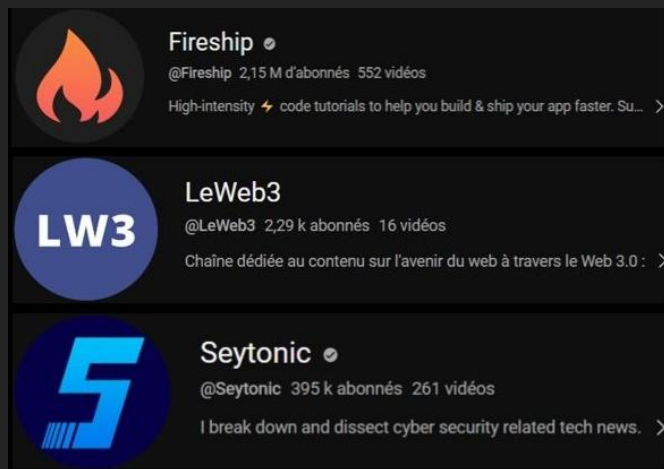 Fireship
@Fireship 2,15 M d'abonnés 552 vidéos
High-intensity ⚡ code tutorials to help you build & ship your app faster. Su...
LW3
LeWeb3
@LeWeb3 2,29 k abonnés 16 vidéos
Chaîne dédiée au contenu sur l'avenir du web à travers le Web 3.0 :
Seytonic
@Seytonic 395 k abonnés 261 vidéos
I break down and dissect cyber security related tech news.